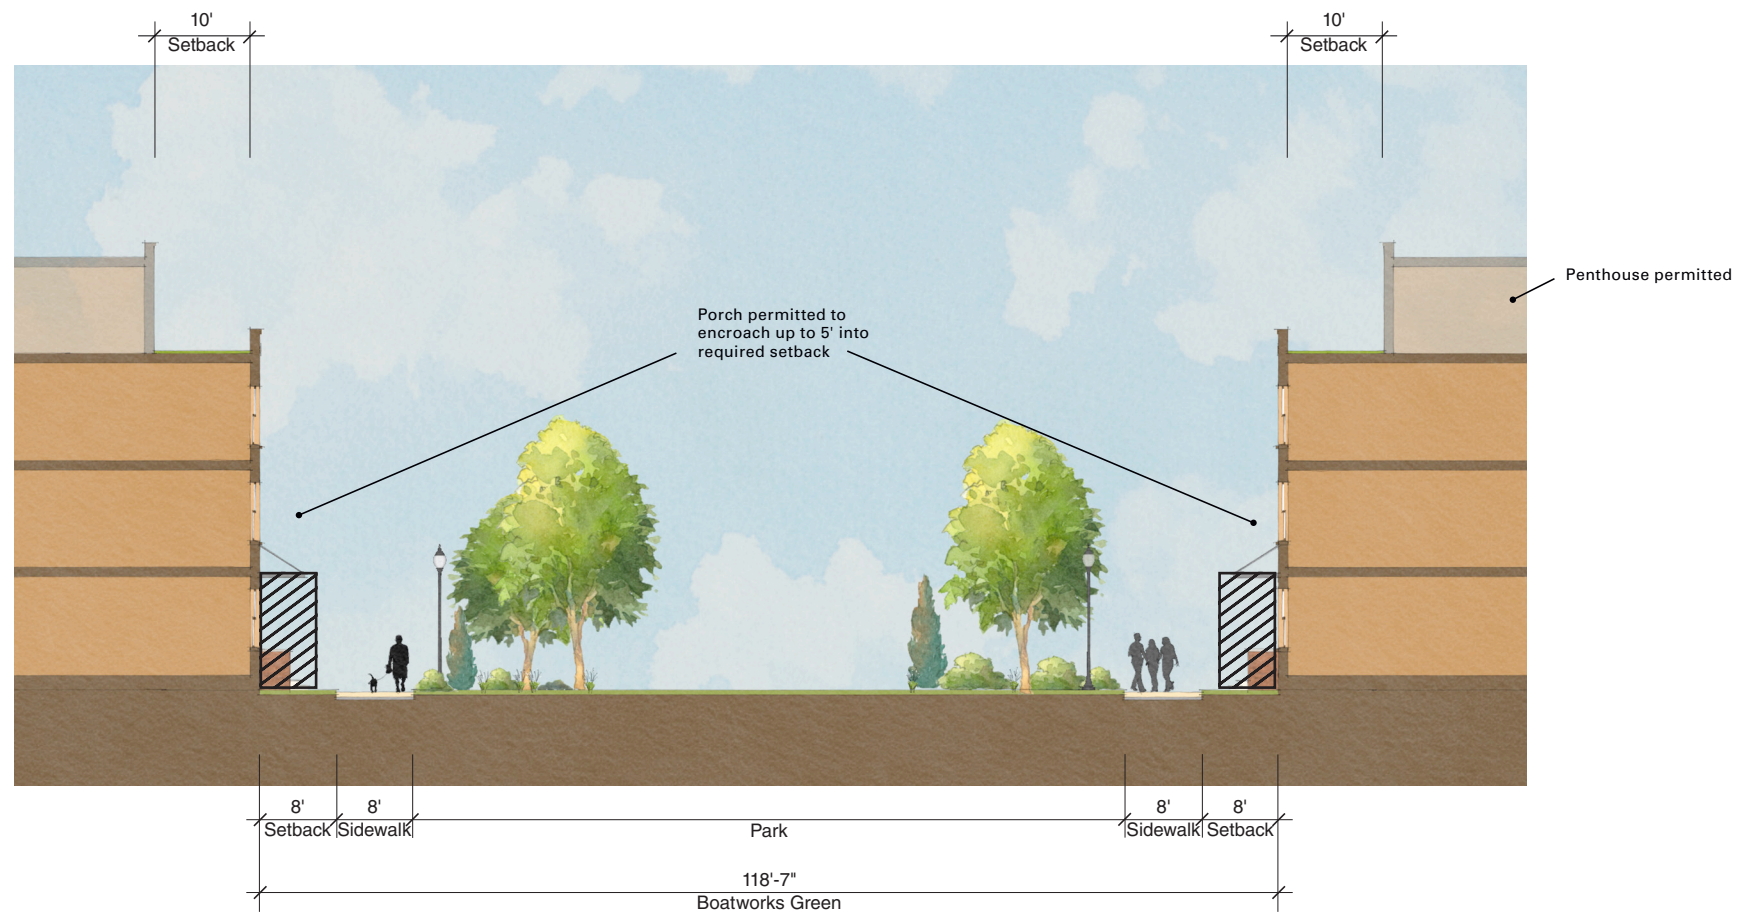 10'
Setback
10'
Setback
Penthouse permitted
Porch permitted to
encroach up to 5' into
required setback
8'
Setback
8'
Sidewalk
Park
8'
Sidewalk
8'
Setback
118'-7"
Boatworks Green